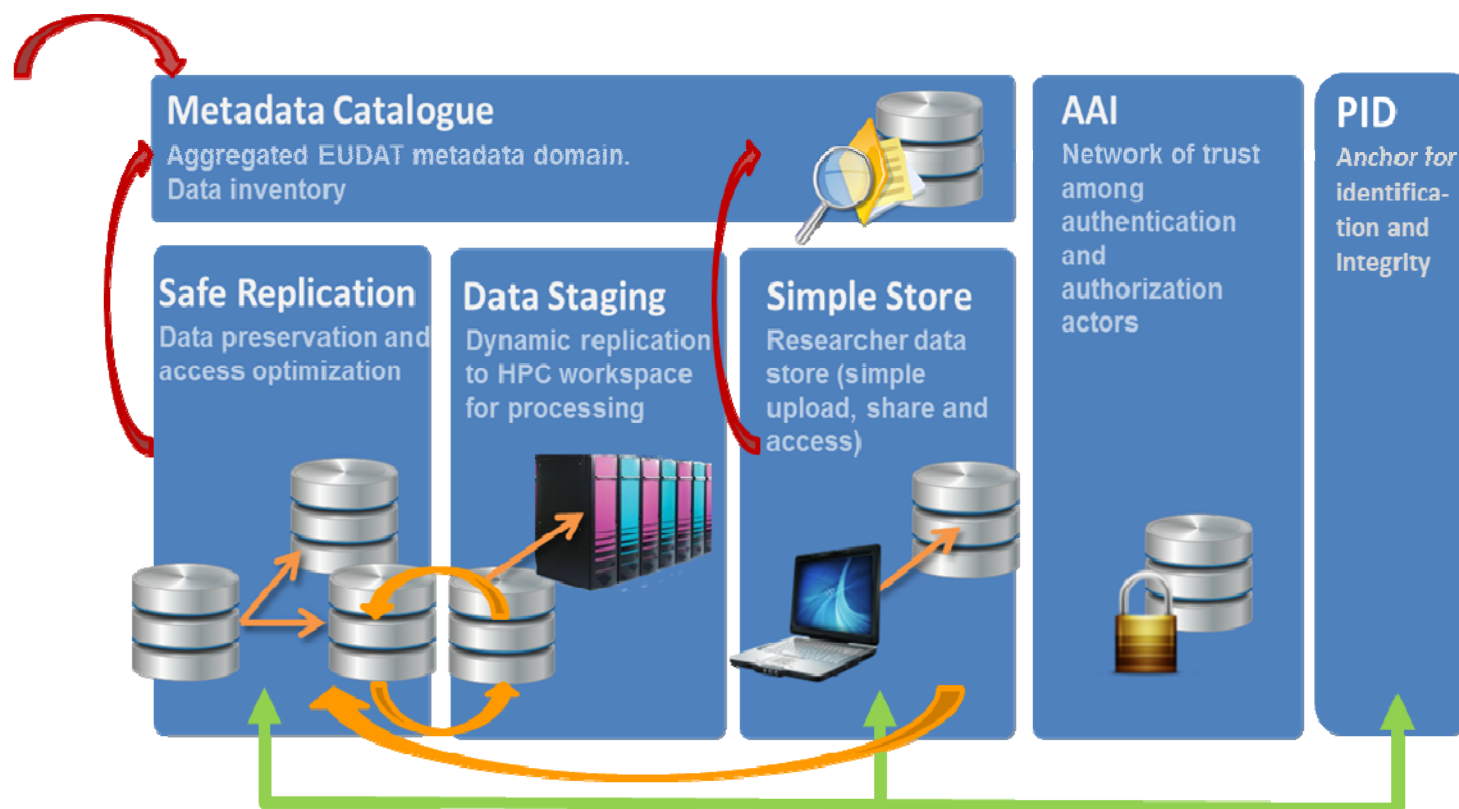 Metadata Catalogue
Aggregated EUDAT metadata domain.
Data inventory
Safe Replication
Data preservation and
access optimization
Data Staging
Dynamic replication
to HPC workspace
for processing
Simple Store
Researcher data
store (simple
upload, share and
access)
AAI
Network of trust
among
authentication
and
authorization
actors
PID
Anchor for
identifica-
tion and
Integrity